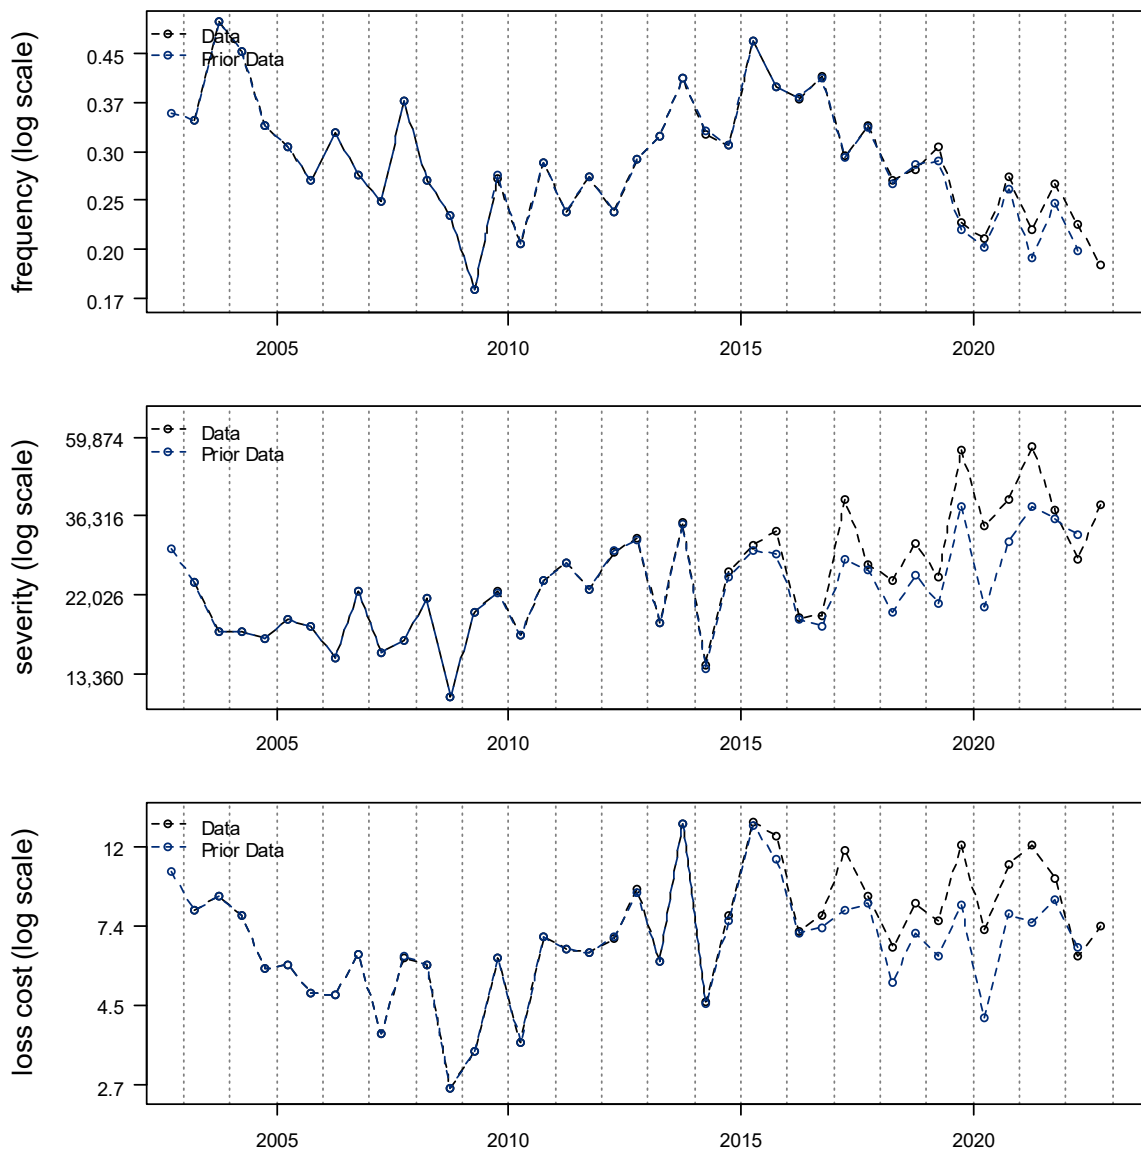 frequency (log scale)
Data
Prior Data
0.45
0.37
0.30
0.25
0.20
0.17
2005
2010
2015
2020
severity (log scale)
Data
Prior Data
59,874
36,316
22,026
13,360
2005
2010
2015
2020
loss cost (log scale)
Data
Prior Data
12
7.4
4.5
2.7
2005
2010
2015
2020